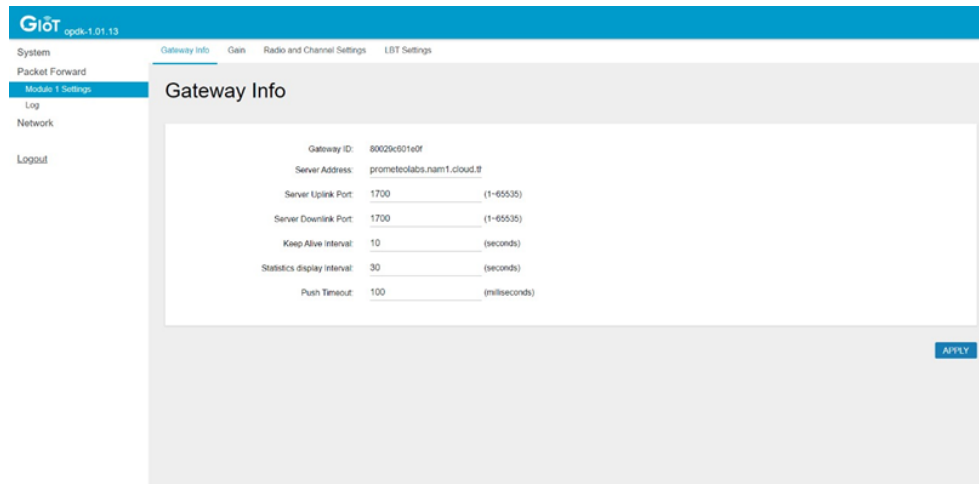 GIoT opdk-1.01.13
System
Packet Forward
Module 1 Settings
Log
Network
Logout
Gateway Info Gain Radio and Channel Settings LBT Settings
Gateway Info
Gateway ID: 80029c601e0f
Server Address: prometeolabs.nam1.cloud.tl
Server Uplink Port: 1700 (1~65535)
Server Downlink Port: 1700 (1~65535)
Keep Alive Interval: 10 (seconds)
Statistics display Interval: 30 (seconds)
Push Timeout: 100 (miliseconds)
APPLY